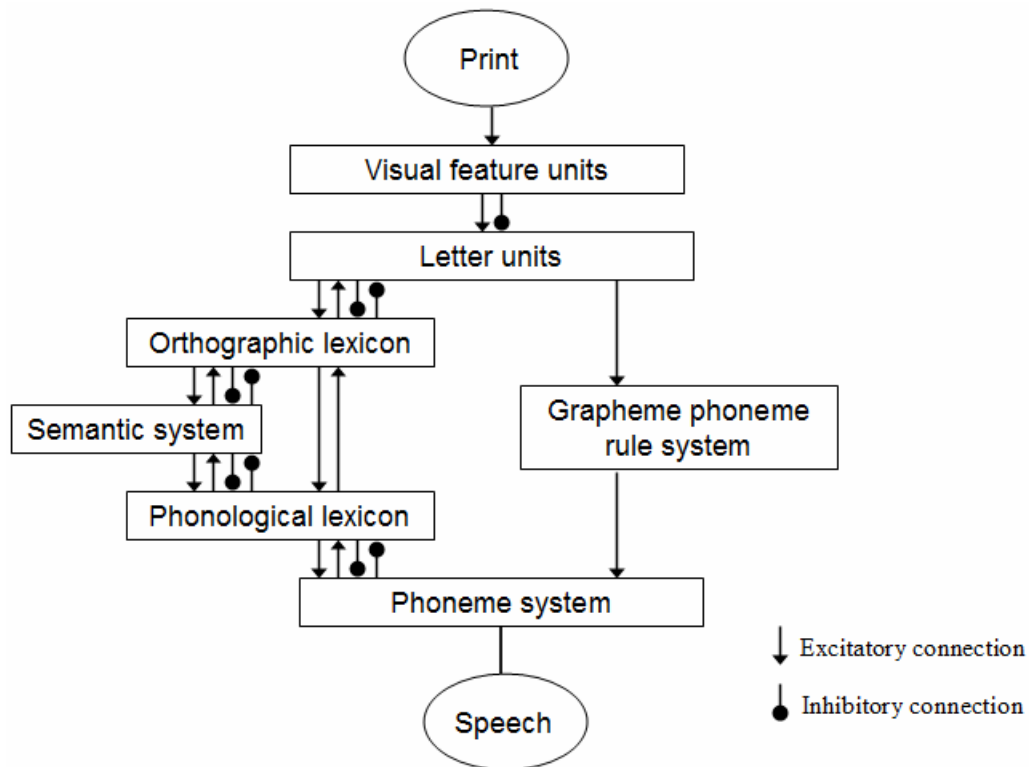 Print
Visual feature units
Letter units
Orthographic lexicon
Semantic system
Grapheme phoneme
rule system
Phonological lexicon
Phoneme system
Speech
Excitatory connection
Inhibitory connection